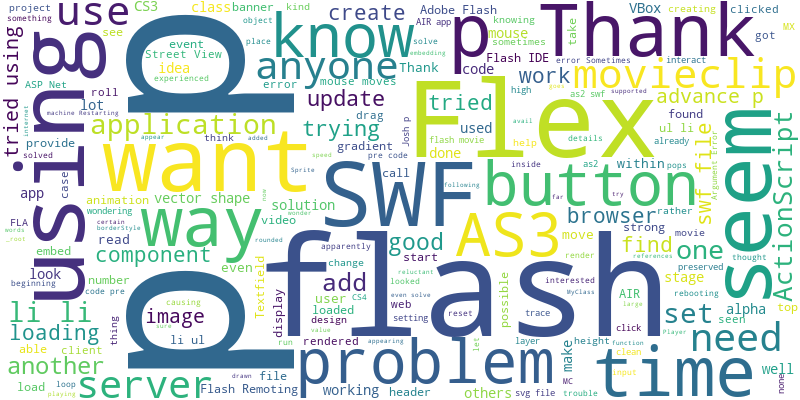 project
something
CS3
class
banner
kind
Adobe Flash
VBox
creating
clicked
use
see
object
create
AIR app
knowing
mouse
take
interact
MX
know
p
Thank
event
Street View
idea
experienced
place
solve
sometimes
embedding
Flash IDE
error Sometimes
got
tried using
ASP Net
roll
lot
error
anyone
Thank
mouse moves
code
work
movieclip
using
p
machine Restarting
internet
provide
solved
think
appear
added
update
drag
high
as2 swf
supported
goes
advance p
application
trying
Josh p
tried
Flex
avail
used
flash movie
help
details
found
ul li
already
gradient
pre code
done
speed
Sprite
want
call
inside
as2
within
pops
swf file
Argument Error
seem
ActionScript
app
case
animation
wondering
vector shape
solution
video
following
SWF
button
far
try
strong
rather
FLA
words
_root
certain
borderStyle
way
now
wonder
rounded
AS3
browser
movie
references
thought
embed
read
component
even
Textfield
apparently
good
start
move
render
find
one
preserved
stage
look
beginning
number
code pre
p
display
change
looked
user
loaded
CS4
add
reluctant
even solve
web
flash
possible
interested
MyClass
AIR
large
rebooting
top
li li
loading
thing
causing
image
sure
design
setting
reset
trace
click
set
seen
alpha
another
able
client
li ul
rendered
value
appearing
problem
let
layer
make
height
function
clean
input
Player
need
well
load
loop
playing
server
drawn
run
file
Flash Remoting
working
header
others
svg file
MC
trouble
time
none